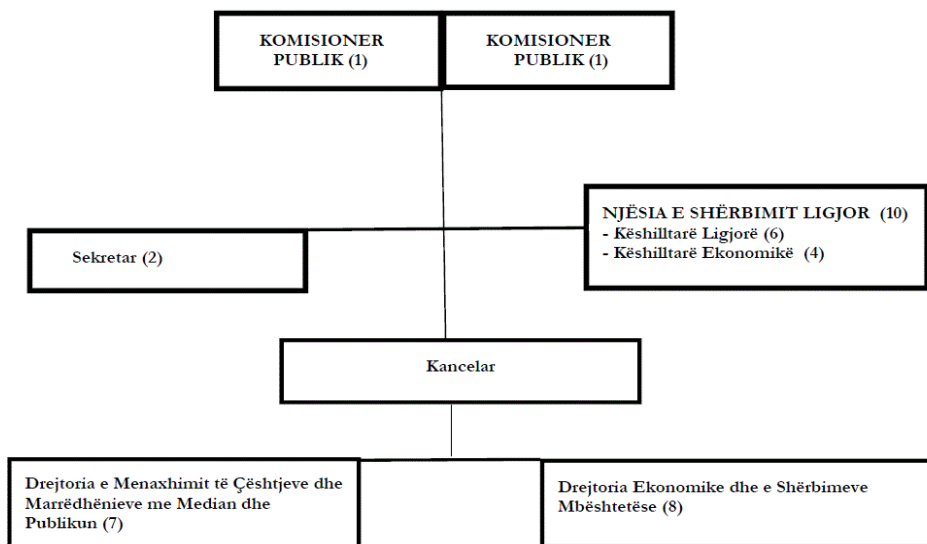 KOMISIONER
PUBLIK (1)
KOMISIONER
PUBLIK (1)
NJËSIA E SHËRBIMIT LIGJOR (10)
- Këshilltarë Ligjorë (6)
- Këshilltarë Ekonomikë (4)
Sekretar (2)
Kancelar
Drejtoria e Menaxhimit të Çështjeve dhe
Marrëdhënieve me Median dhe
Publikun (7)
Drejtoria Ekonomike dhe e Shërbimeve
Mbështetëse (8)